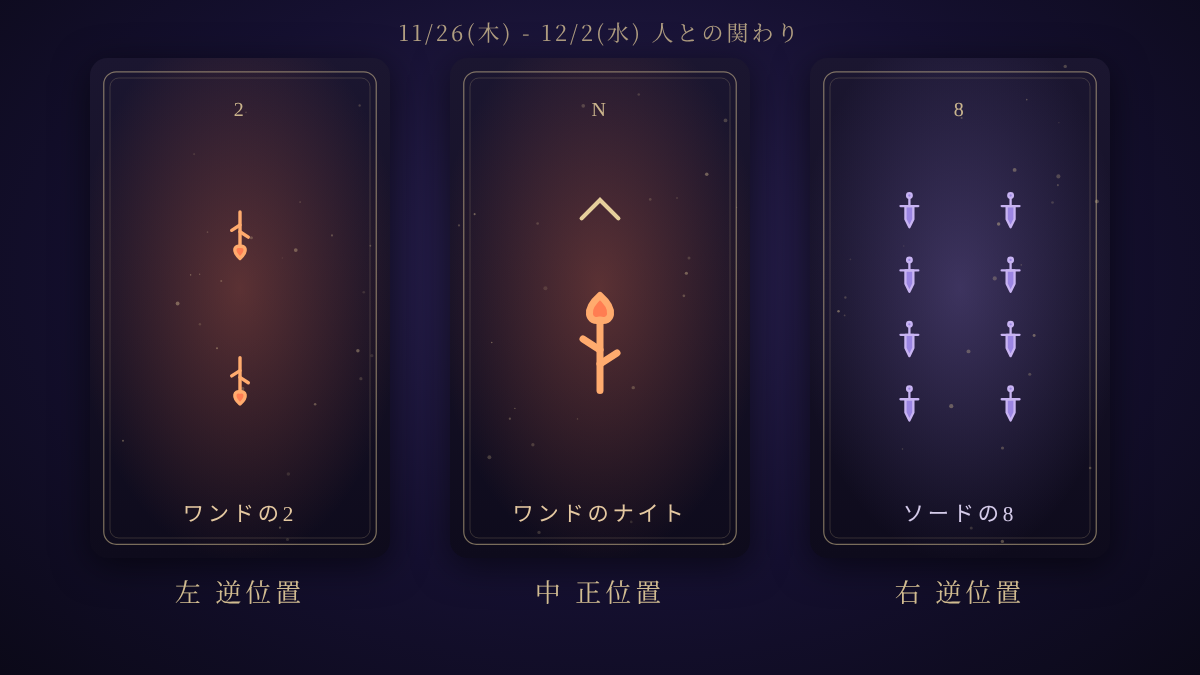 11/26(木) - 12/2(水) 人との関わり
2
N
8
ワンドの2
ワンドのナイト
ソードの8
左 逆位置
中 正位置
右 逆位置